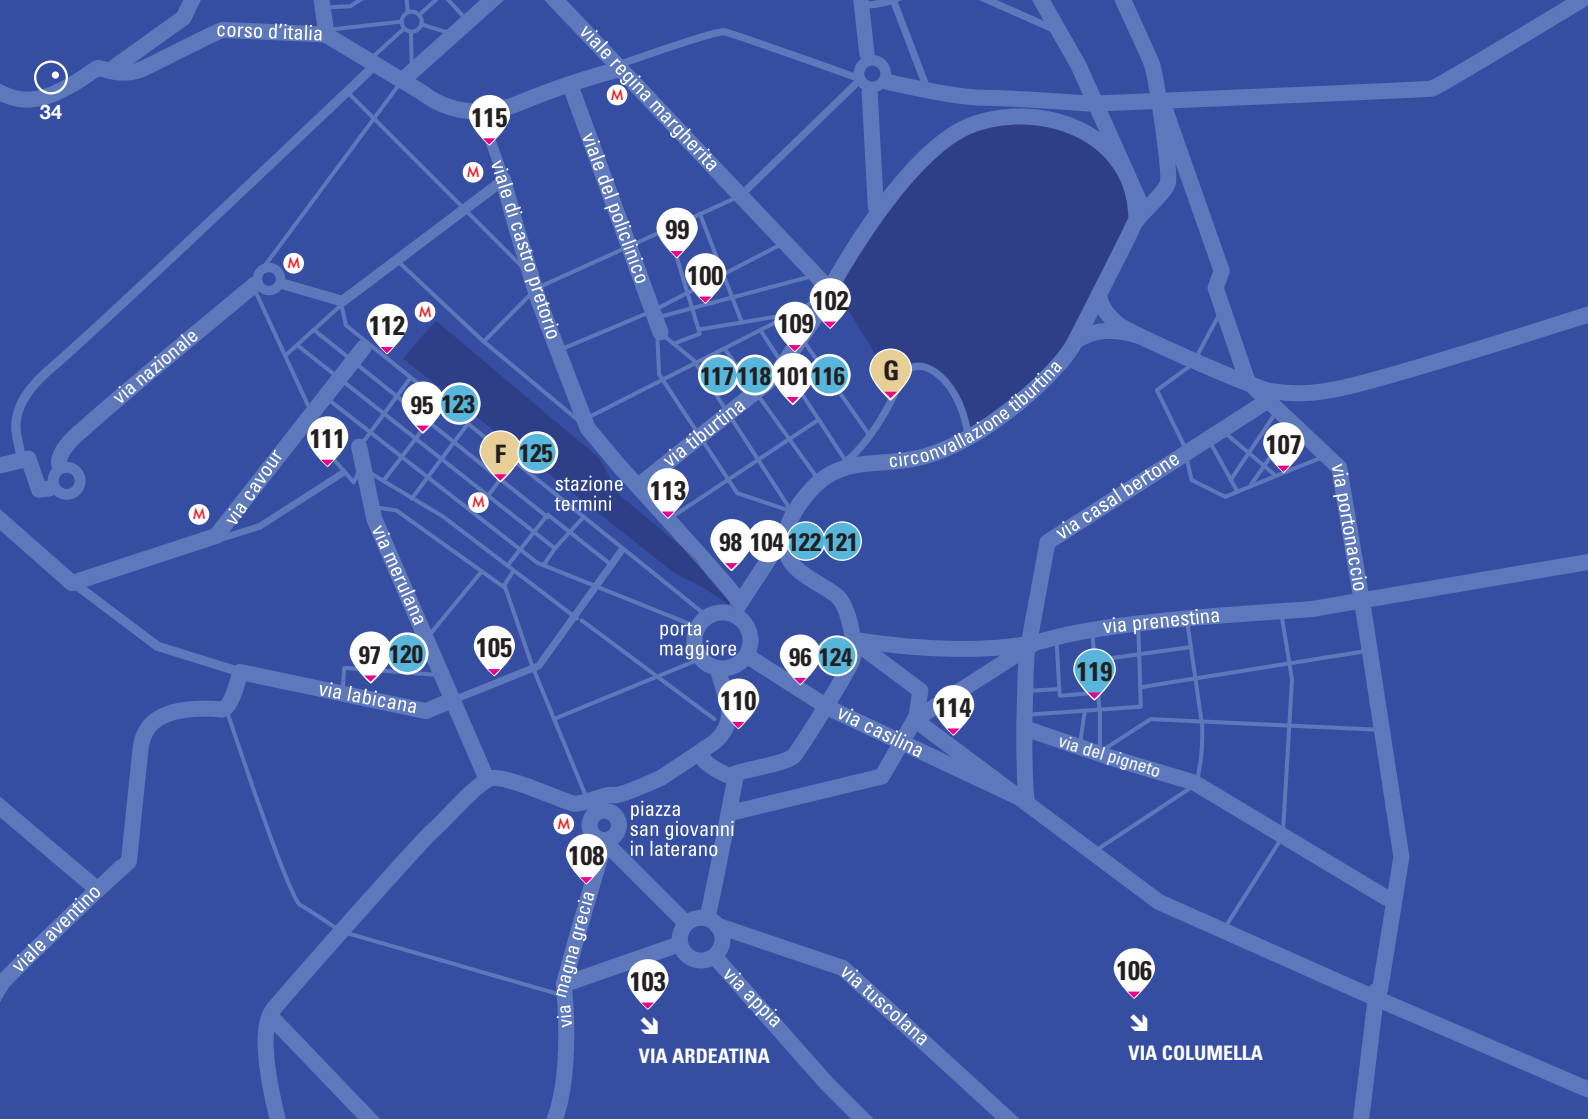 corso d'italia
34
viale regina margherita
M
115
M
viale di castro pretorio
viale del policlinico
99
100
M
102
109
112
M
via nazionale
117
118
101
116
G
95
123
circonvallazione tiburtina
via tiburtina
111
F
125
107
via cavour
stazione
termini
113
M
M
via casal bertone
via portonaccio
98
104
122
121
via merulana
via prenestina
porta
maggiore
97
120
105
96
124
119
via labicana
110
114
via casilina
via del pigneto
piazza
san giovanni
in laterano
M
108
viale aventino
via magna grecia
103
via appia
via tuscolana
106
VIA ARDEATINA
VIA COLUMELLA